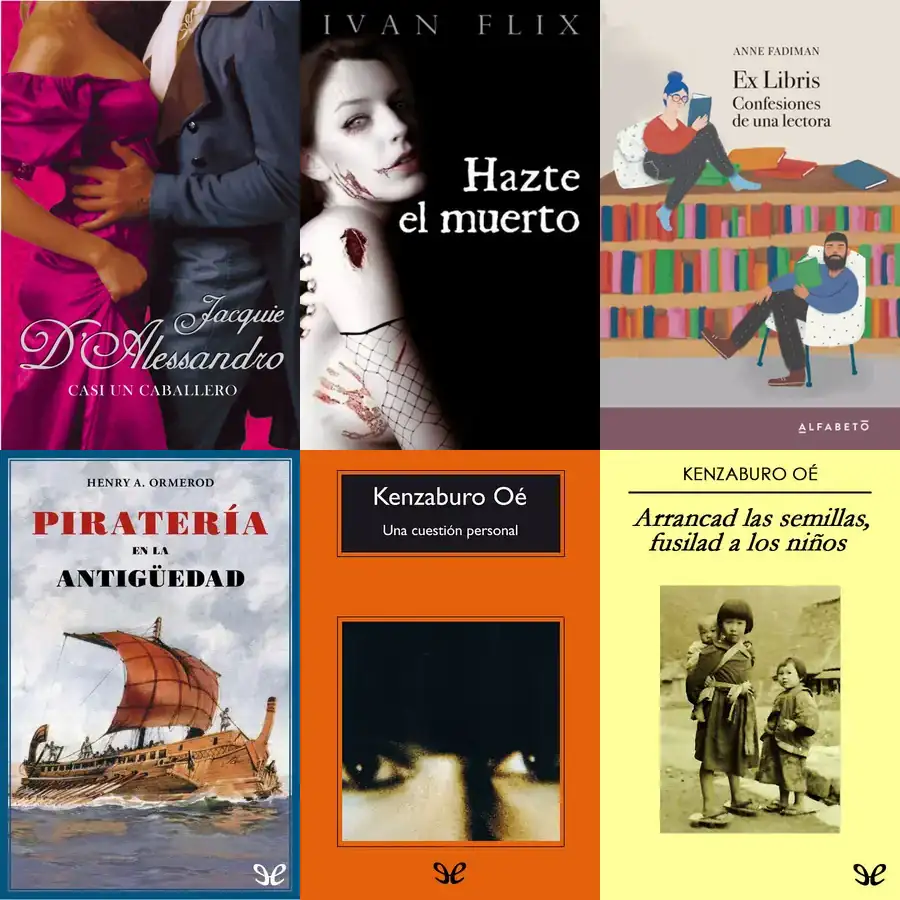 Jacquie
D'Alessandro
CASI UN CABALLERO
IVAN FLIX
Hazte
el muerto
ANNE FADIMAN
Ex Libris
Confesiones
de una lectora
ALFABETO
HENRY A. ORMEROD
PIRATERÍA
EN LA
ANTIGÜEDAD
Kenzaburo Oé
Una cuestión personal
KENZABURO OÉ
Arrancad las semillas,
fusilad a los niños